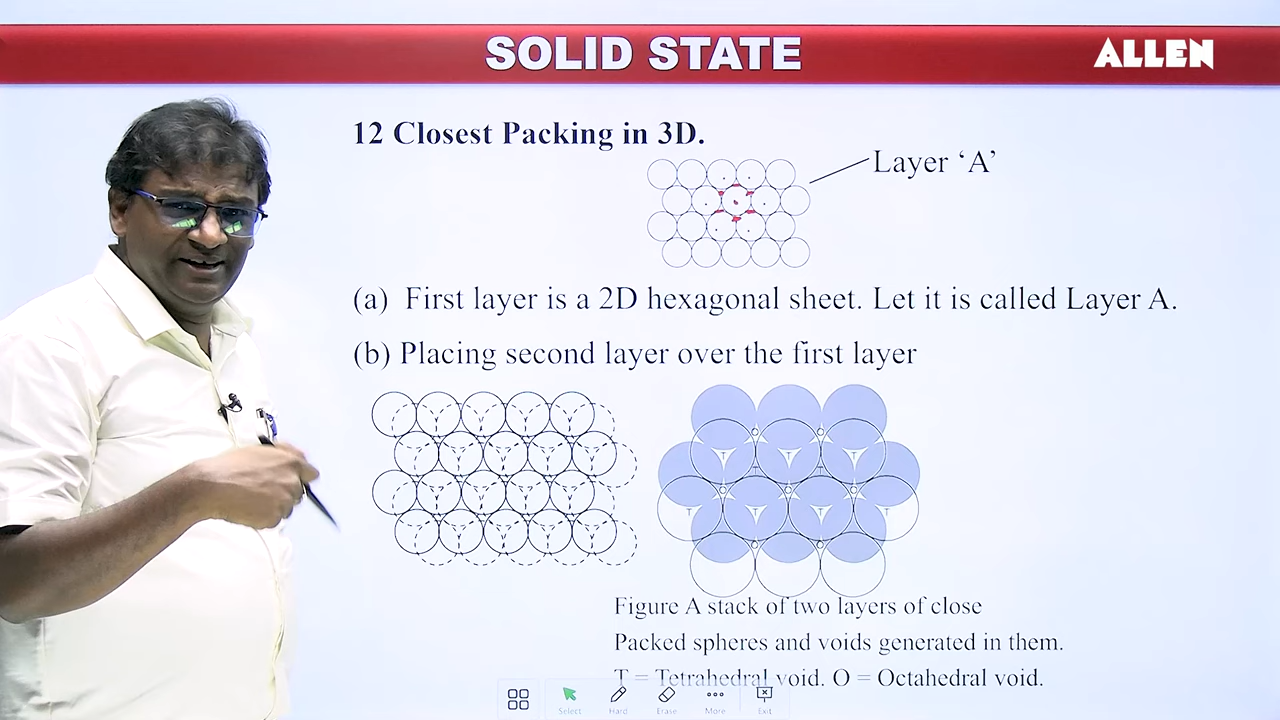 SOLID STATE
ALLEN
12 Closest Packing in 3D.
Layer ‘A’
(a) First layer is a 2D hexagonal sheet. Let it is called Layer A.
(b) Placing second layer over the first layer
T T T
T T
T T T T
Figure A stack of two layers of close
Packed spheres and voids generated in them.
T = Tetrahedral void. O = Octahedral void.
Select Hard Erase More Exit